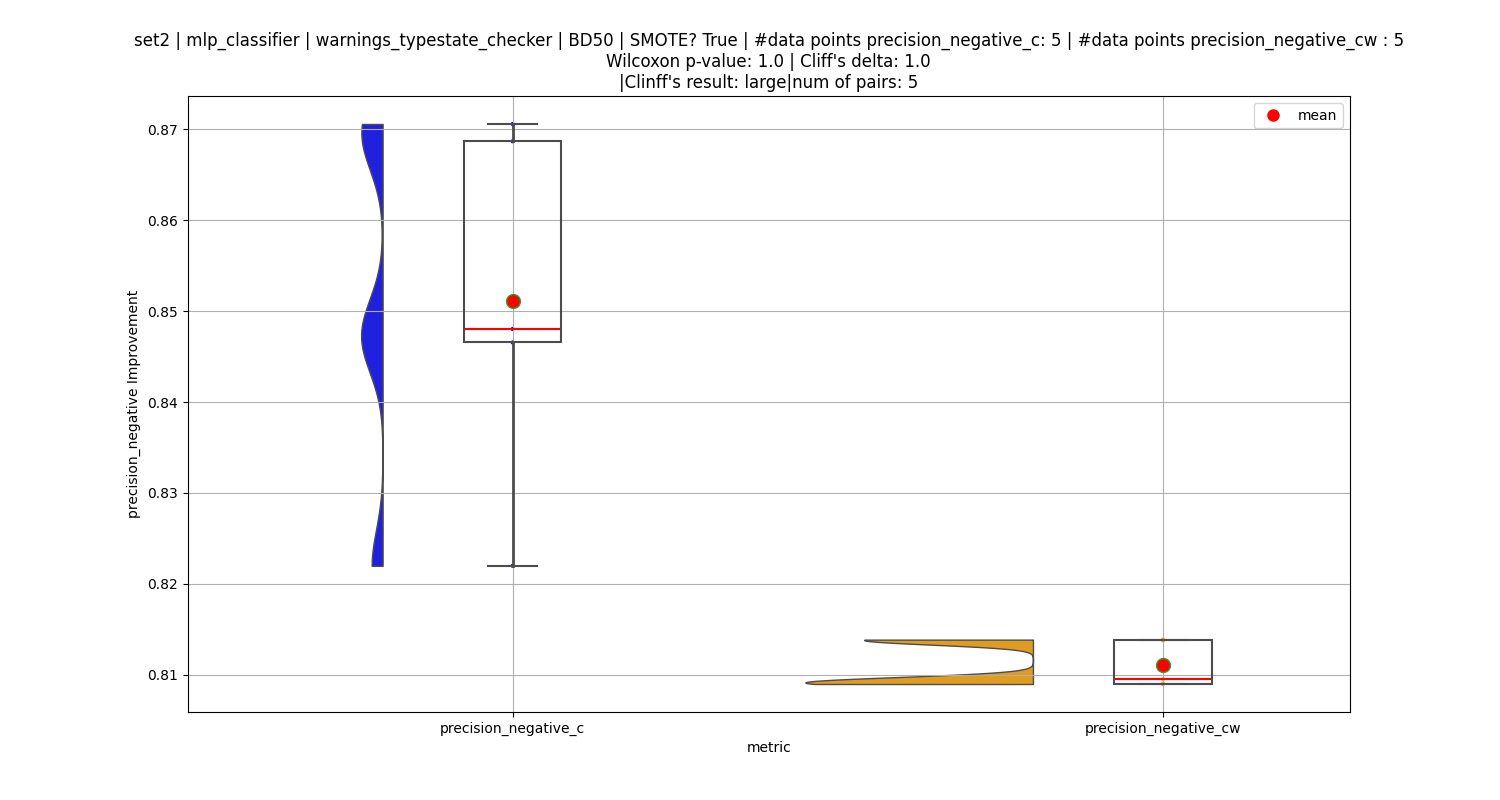 set2 | mlp_classifier | warnings_typestate_checker | BD50 | SMOTE? True | #data points precision_negative_c: 5 | #data points precision_negative_cw : 5
Wilcoxon p-value: 1.0 | Cliff's delta: 1.0
|Clinff's result: large|num of pairs: 5
mean
0.87
0.86
0.85
0.84
0.83
0.82
0.81
precision_negative Improvement
precision_negative_c
precision_negative_cw
metric